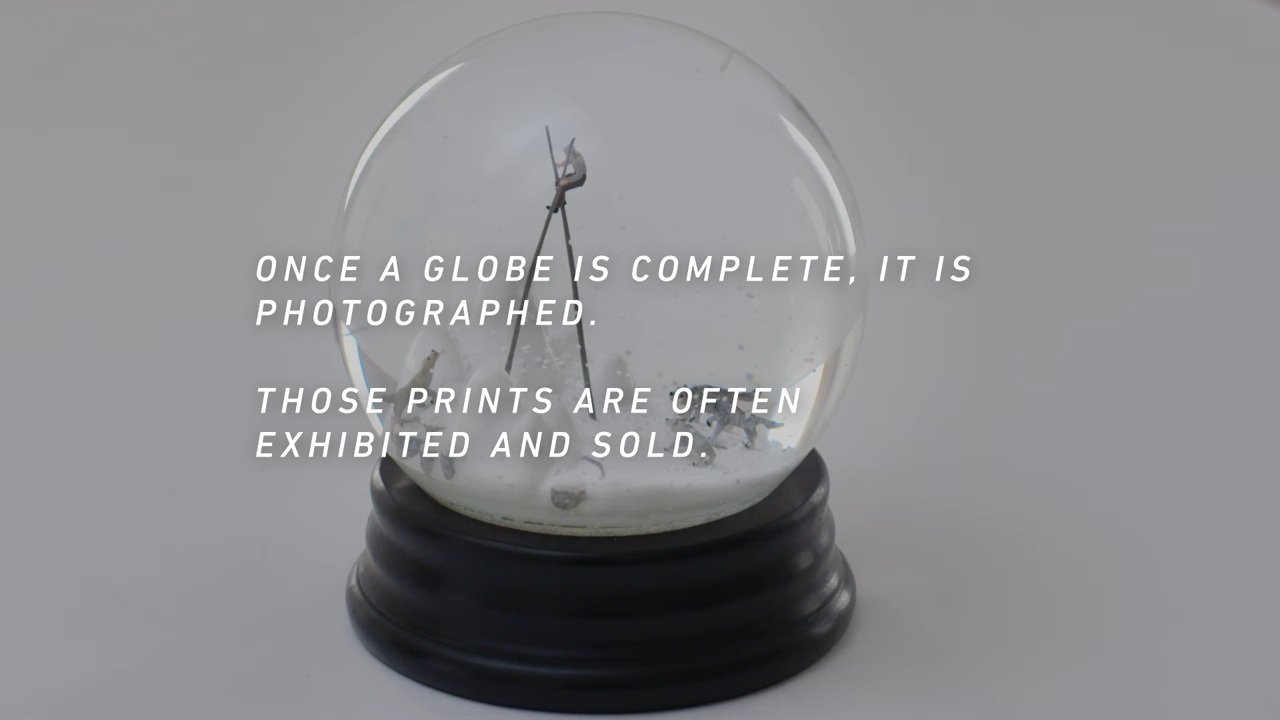 ONCE A GLOBE IS COMPLETE, IT IS
PHOTOGRAPHED.
THOSE PRINTS ARE OFTEN
EXHIBITED AND SOLD.